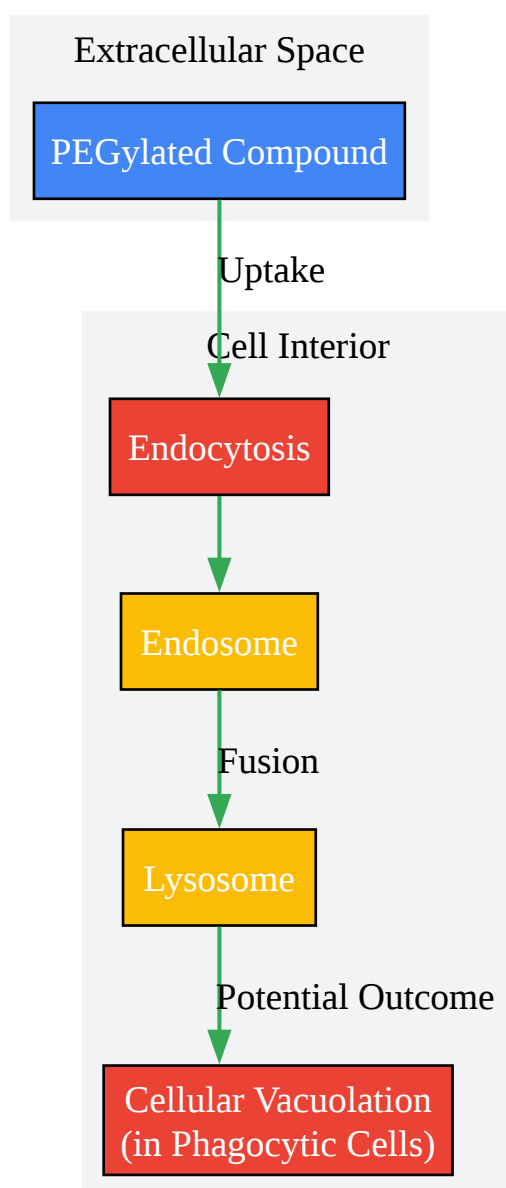 Extracellular Space
PEGylated Compound
Uptake
Cell Interior
Endocytosis
Endosome
Fusion
Lysosome
Potential Outcome
Cellular Vacuolation
(in Phagocytic Cells)